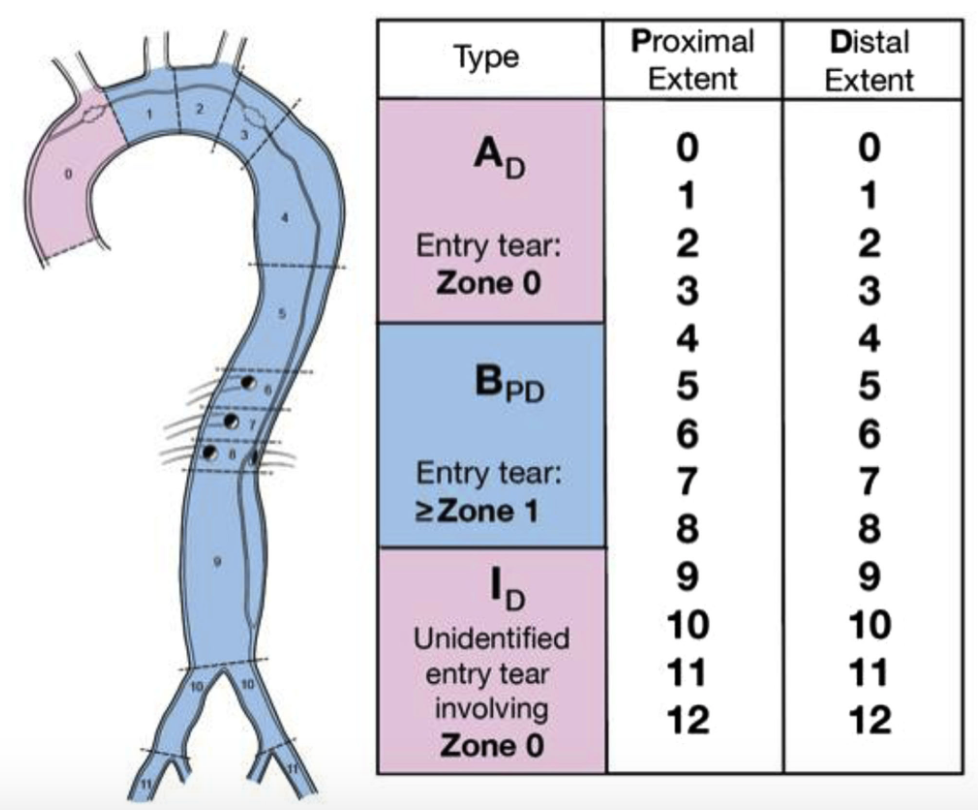 0
1
2
3
4
5
6
7
8
9
10 10
11 11
Type
Proximal
Extent
Distal
Extent
AD
Entry tear:
Zone 0
BPD
Entry tear:
≥Zone 1
ID
Unidentified
entry tear
involving
Zone 0
0 0
1 1
2 2
3 3
4 4
5 5
6 6
7 7
8 8
9 9
10 10
11 11
12 12